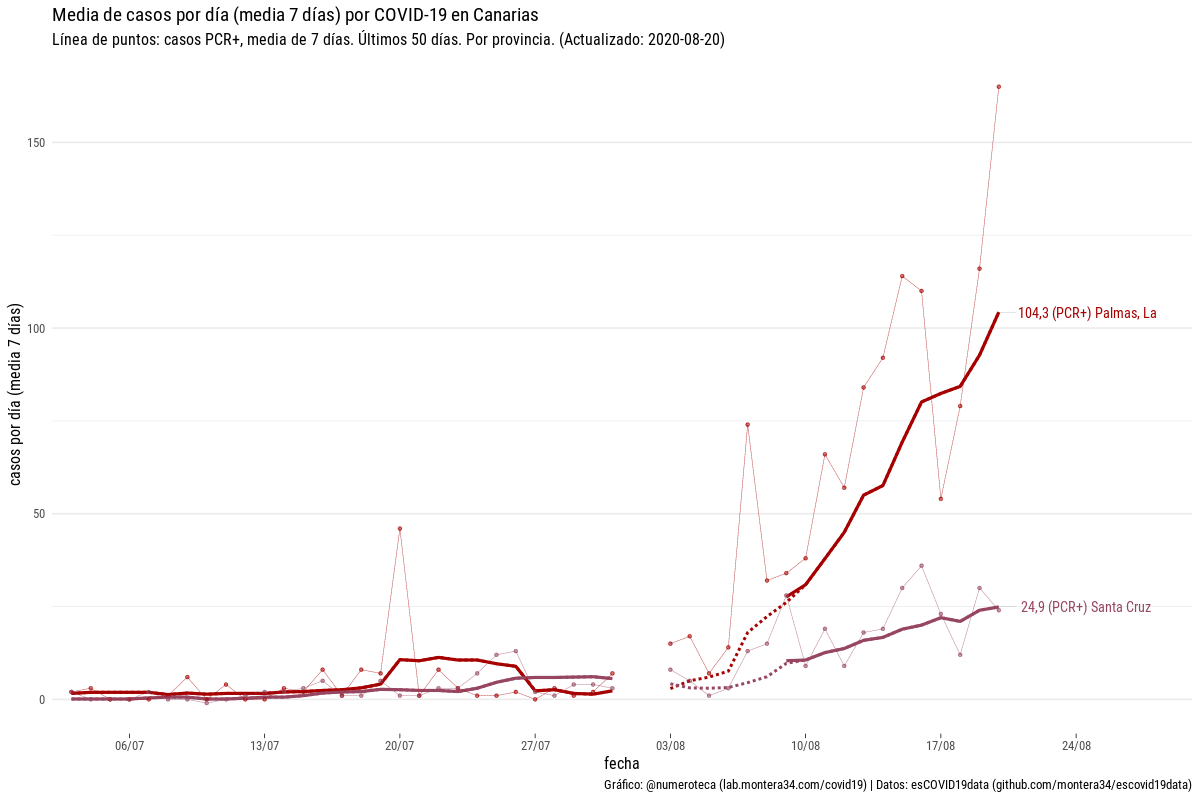 Media de casos por día (media 7 días) por COVID-19 en Canarias
Línea de puntos: casos PCR+, media de 7 días. Últimos 50 días. Por provincia. (Actualizado: 2020-08-20)
casos por día (media 7 días)
150
100
50
0
104,3 (PCR+) Palmas, La
24,9 (PCR+) Santa Cruz
06/07
13/07
20/07
27/07
03/08
10/08
17/08
24/08
fecha
Gráfico: @numeroteca (lab.montera34.com/covid19) | Datos: esCOVID19data (github.com/montera34/escovid19data)